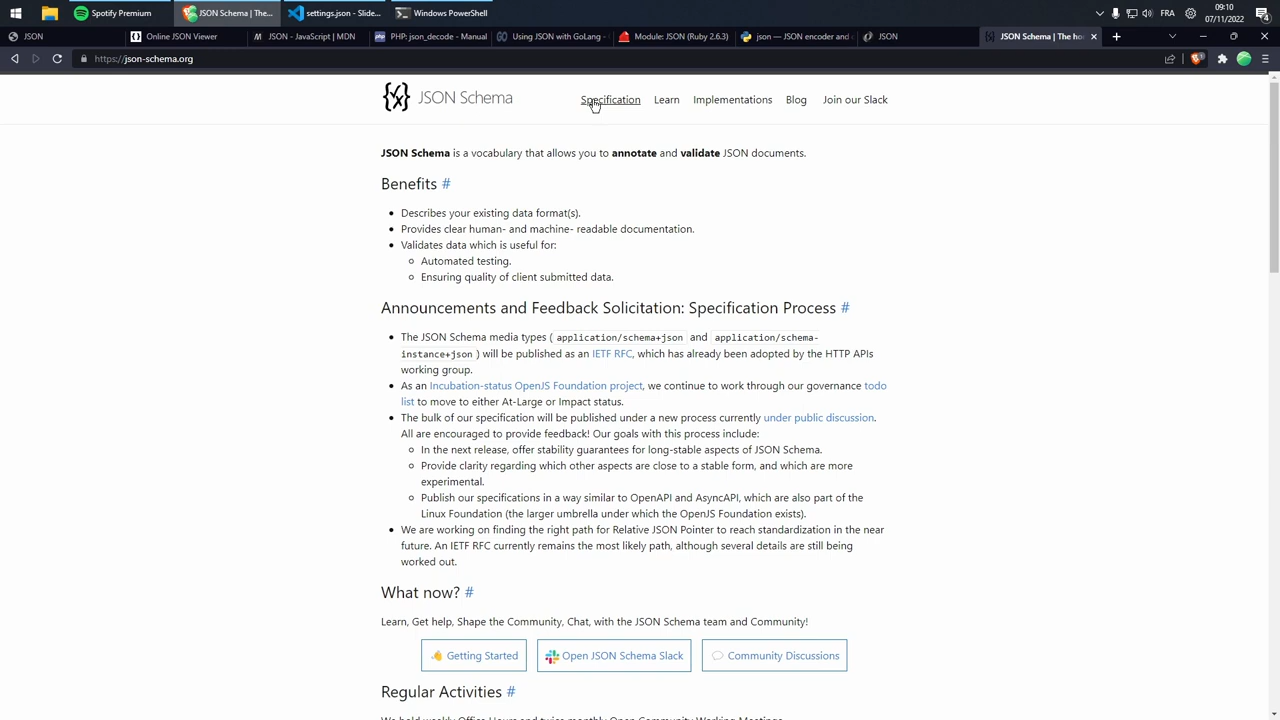 Spotify Premium
JSON Schema | The...
settings.json - Slide...
Windows PowerShell
FRA
09:10
07/11/2022
4
JSON
Online JSON Viewer
JSON - JavaScript | MDN
PHP: json_decode - Manual
Using JSON with GoLang -
Module: JSON (Ruby 2.6.3)
json — JSON encoder and
JSON
JSON Schema | The ho
https://json-schema.org
JSON Schema
Specification
Learn
Implementations
Blog
Join our Slack
JSON Schema is a vocabulary that allows you to annotate and validate JSON documents.
Benefits #
Describes your existing data format(s).
Provides clear human- and machine- readable documentation.
Validates data which is useful for:
Automated testing.
Ensuring quality of client submitted data.
Announcements and Feedback Solicitation: Specification Process #
The JSON Schema media types ( application/schema+json and application/schema-
instance+json ) will be published as an IETF RFC, which has already been adopted by the HTTP APIs
working group.
As an Incubation-status OpenJS Foundation project, we continue to work through our governance todo
list to move to either At-Large or Impact status.
The bulk of our specification will be published under a new process currently under public discussion.
All are encouraged to provide feedback! Our goals with this process include:
In the next release, offer stability guarantees for long-stable aspects of JSON Schema.
Provide clarity regarding which other aspects are close to a stable form, and which are more
experimental.
Publish our specifications in a way similar to OpenAPI and AsyncAPI, which are also part of the
Linux Foundation (the larger umbrella under which the OpenJS Foundation exists).
We are working on finding the right path for Relative JSON Pointer to reach standardization in the near
future. An IETF RFC currently remains the most likely path, although several details are still being
worked out.
What now? #
Learn, Get help, Shape the Community, Chat, with the JSON Schema team and Community!
Getting Started
Open JSON Schema Slack
Community Discussions
Regular Activities #
We hold weekly Office Hours and twice monthly Open Community Working Meetings.